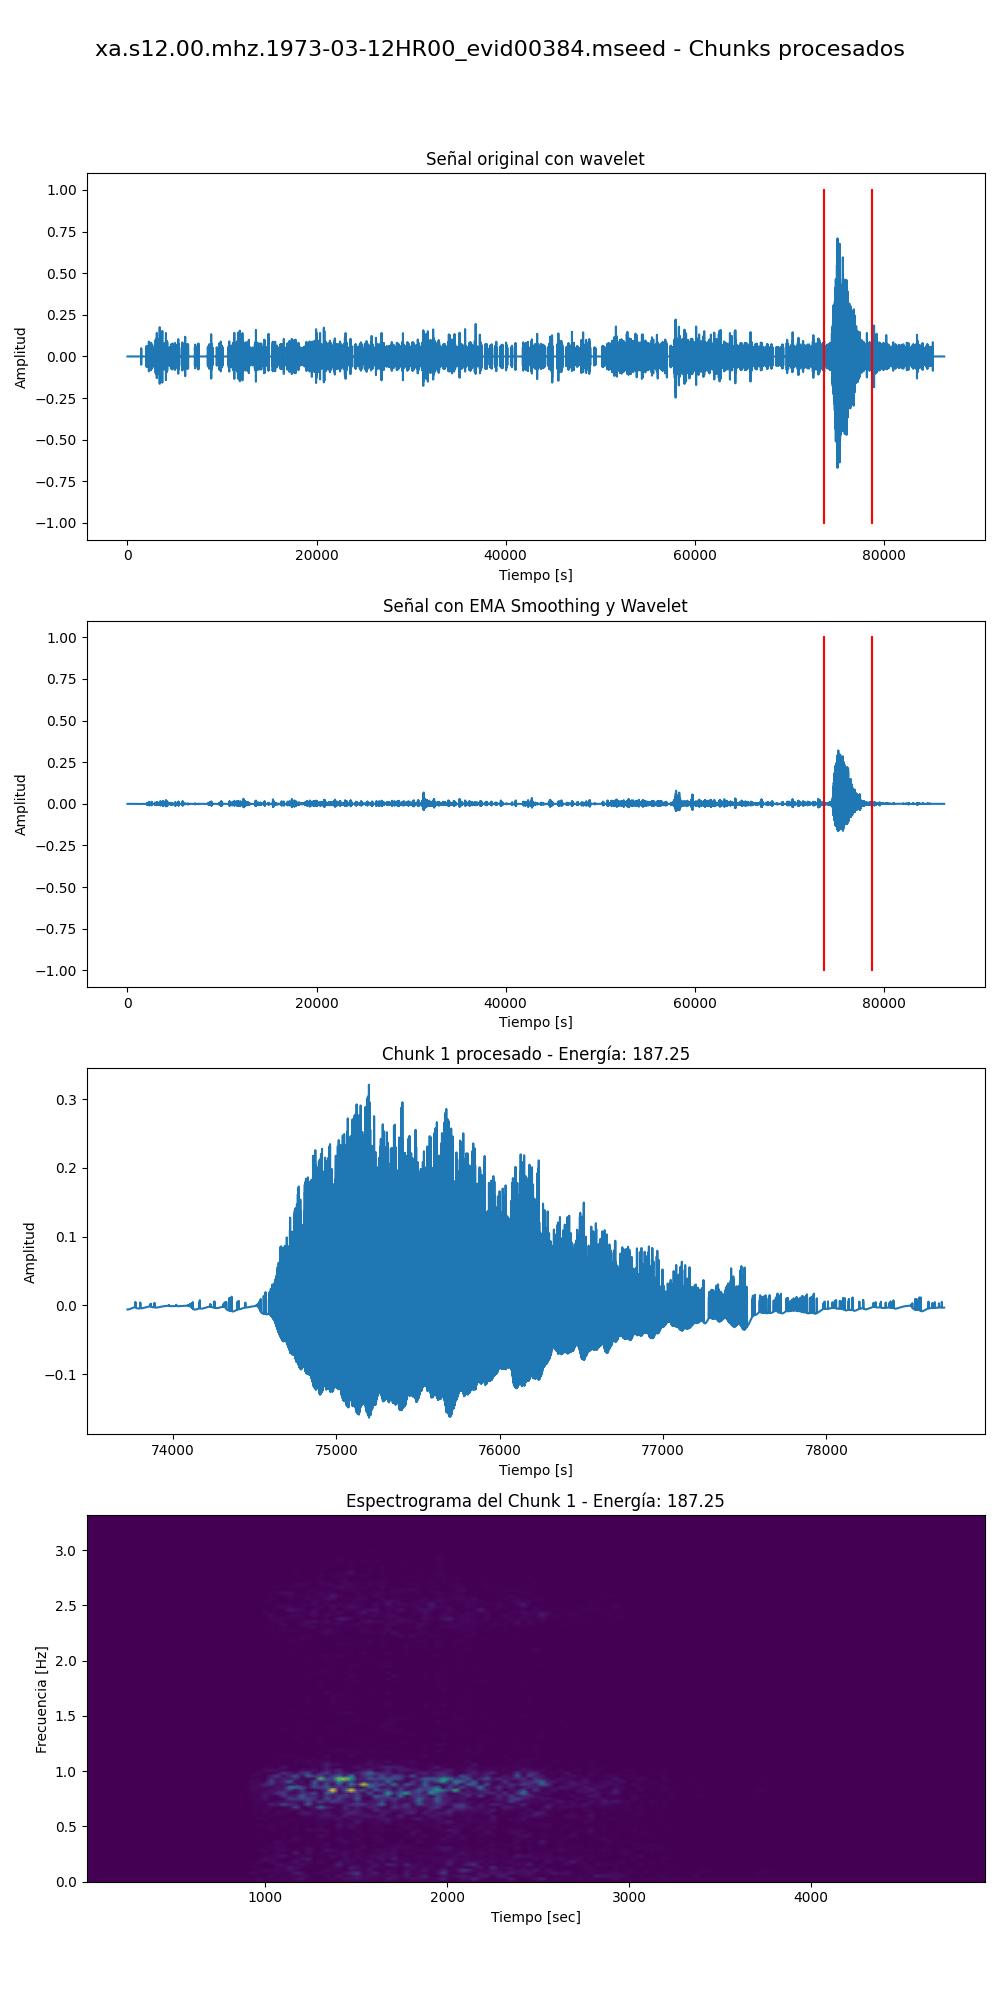 xa.s12.00.mhz.1973-03-12HR00_evid00384.mseed - Chunks procesados
Señal original con wavelet
1.00
0.75
0.50
0.25
0.00
−0.25
−0.50
−0.75
−1.00
Amplitud
0 20000 40000 60000 80000
Tiempo [s]
Señal con EMA Smoothing y Wavelet
1.00
0.75
0.50
0.25
0.00
−0.25
−0.50
−0.75
−1.00
Amplitud
0 20000 40000 60000 80000
Tiempo [s]
Chunk 1 procesado - Energía: 187.25
0.3
0.2
0.1
0.0
−0.1
Amplitud
74000 75000 76000 77000 78000
Tiempo [s]
Espectrograma del Chunk 1 - Energía: 187.25
3.0
2.5
2.0
1.5
1.0
0.5
0.0
Frecuencia [Hz]
1000 2000 3000 4000
Tiempo [sec]